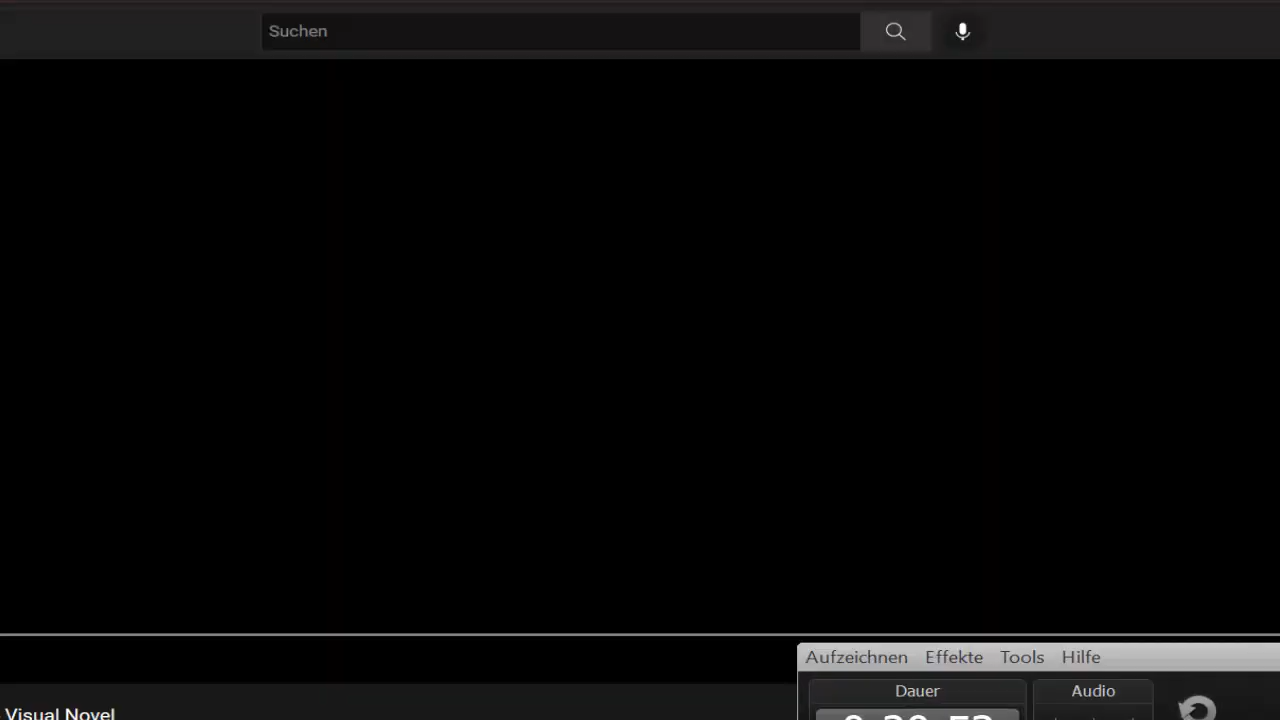 Suchen
Aufzeichnen Effekte Tools Hilfe
Dauer Audio
Visual Novel